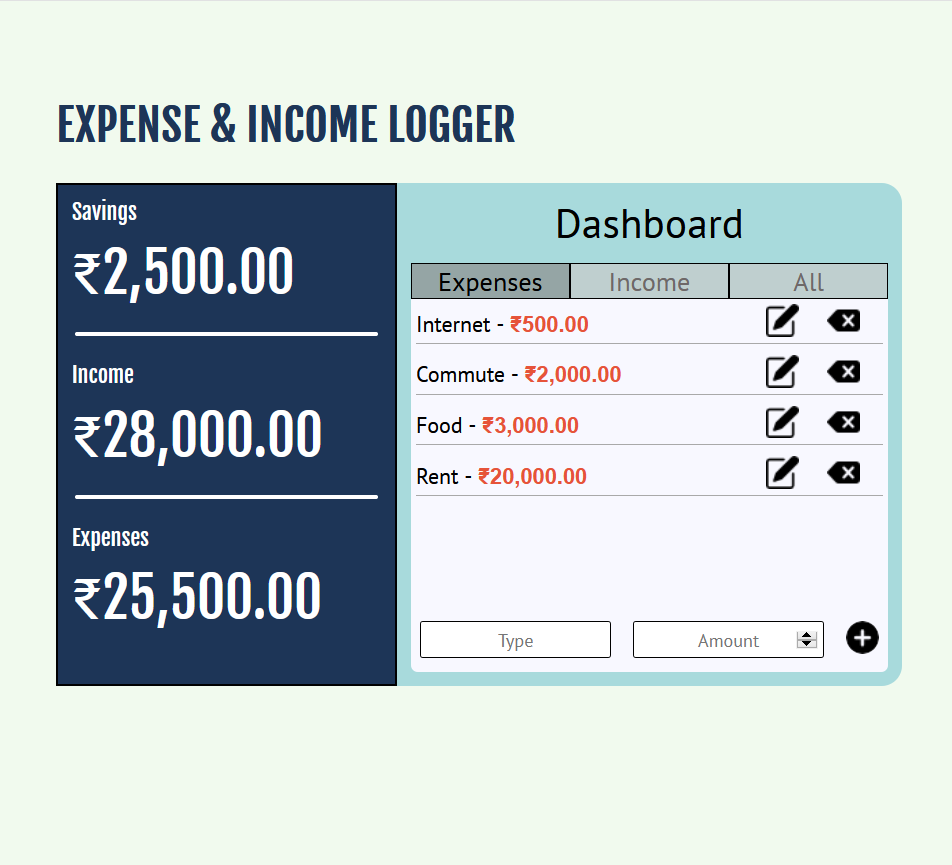 EXPENSE & INCOME LOGGER
Savings
₹2,500.00
Income
₹28,000.00
Expenses
₹25,500.00
Dashboard
Expenses Income All
Internet - ₹500.00
Commute - ₹2,000.00
Food - ₹3,000.00
Rent - ₹20,000.00
Type Amount